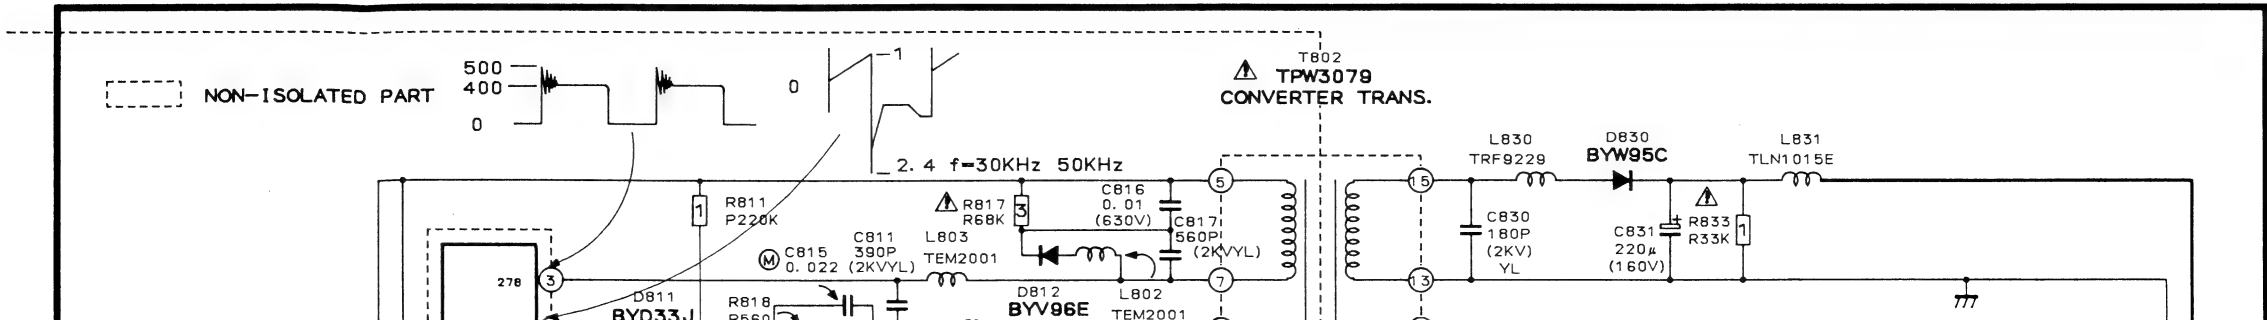 NON-ISOLATED PART
500
400
0
0
1
2.4 f=30KHz 50KHz
T802
TPW3079
CONVERTER TRANS.
R811
P220K
1
R817
R68K
3
C816
0.01
(630V)
C817
560P
(2KVYL)
5
15
L830
TRF9229
D830
BYW95C
L831
TLN1015E
C830
180P
(2KV)
YL
C831
220μ
(160V)
+
R833
R33K
1
278
3
M
C815
0.022
C811
390P
(2KVYL)
L803
TEM2001
7
13
D811
BYD33J
R818
R560
D812
BYV96E
L802
TEM2001